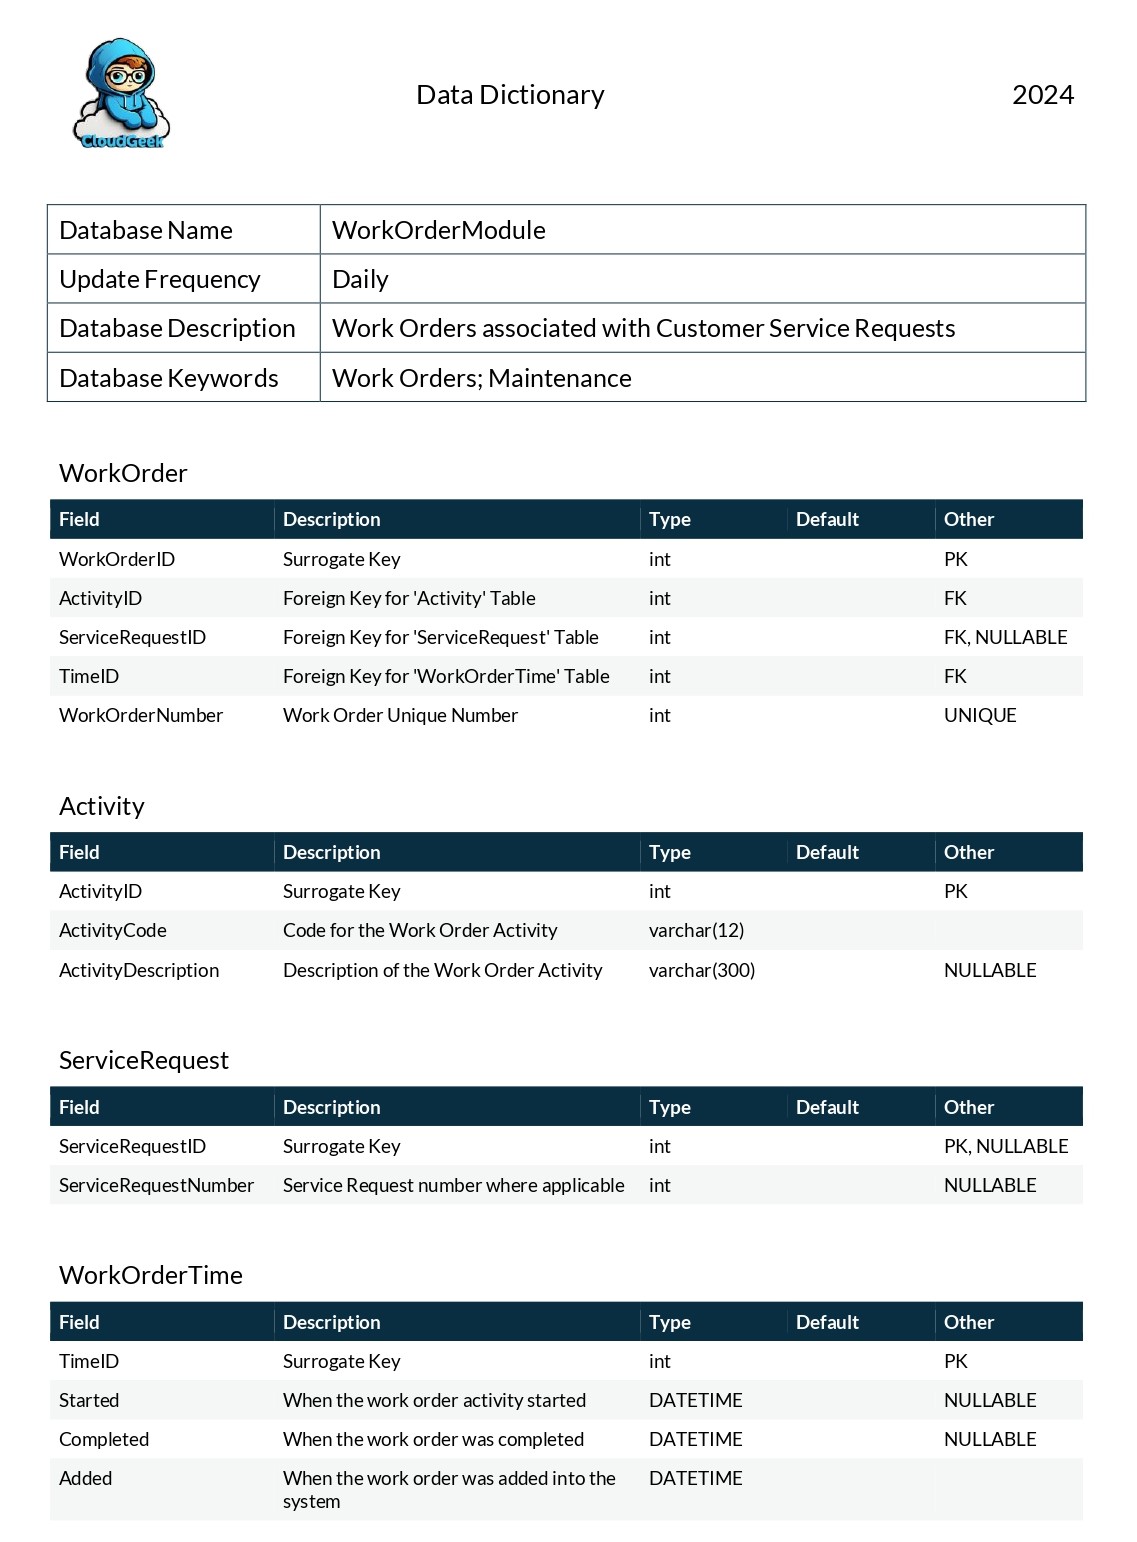 CloudGeek
Data Dictionary
2024
Database Name WorkOrderModule
Update Frequency Daily
Database Description Work Orders associated with Customer Service Requests
Database Keywords Work Orders; Maintenance
WorkOrder
Field Description Type Default Other
WorkOrderID Surrogate Key int PK
ActivityID Foreign Key for 'Activity' Table int FK
ServiceRequestID Foreign Key for 'ServiceRequest' Table int FK, NULLABLE
TimeID Foreign Key for 'WorkOrderTime' Table int FK
WorkOrderNumber Work Order Unique Number int UNIQUE
Activity
Field Description Type Default Other
ActivityID Surrogate Key int PK
ActivityCode Code for the Work Order Activity varchar(12)
ActivityDescription Description of the Work Order Activity varchar(300) NULLABLE
ServiceRequest
Field Description Type Default Other
ServiceRequestID Surrogate Key int PK, NULLABLE
ServiceRequestNumber Service Request number where applicable int NULLABLE
WorkOrderTime
Field Description Type Default Other
TimeID Surrogate Key int PK
Started When the work order activity started DATETIME NULLABLE
Completed When the work order was completed DATETIME NULLABLE
Added When the work order was added into the DATETIME
system